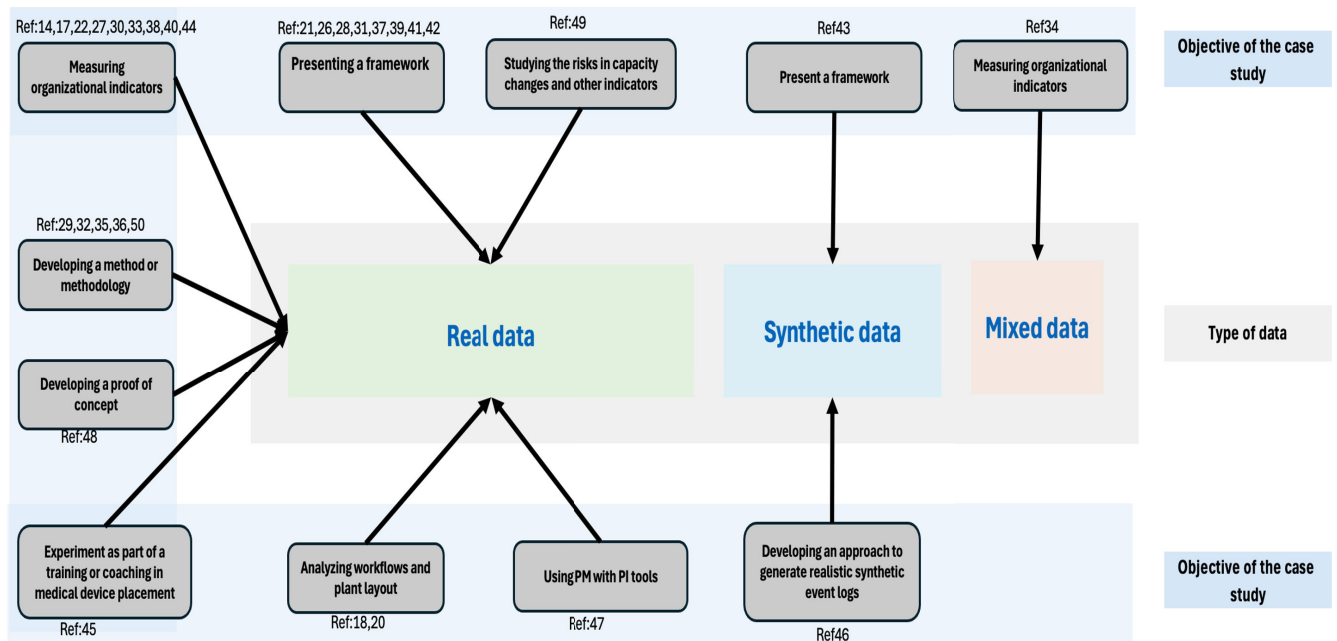 Ref:14,17,22,27,30,33,38,40,44
Ref:21,26,28,31,37,39,41,42
Ref:49
Ref43
Ref34
Measuring
organizational indicators
Presenting a framework
Studying the risks in capacity
changes and other indicators
Present a framework
Measuring organizational
indicators
Objective of the case
study
Ref:29,32,35,36,50
Developing a method or
methodology
Real data
Synthetic data
Mixed data
Type of data
Developing a proof of
concept
Ref:48
Experiment as part of a
training or coaching in
medical device placement
Ref:45
Analyzing workflows and
plant layout
Ref:18,20
Using PM with PI tools
Ref:47
Developing an approach to
generate realistic synthetic
event logs
Ref46
Objective of the case
study